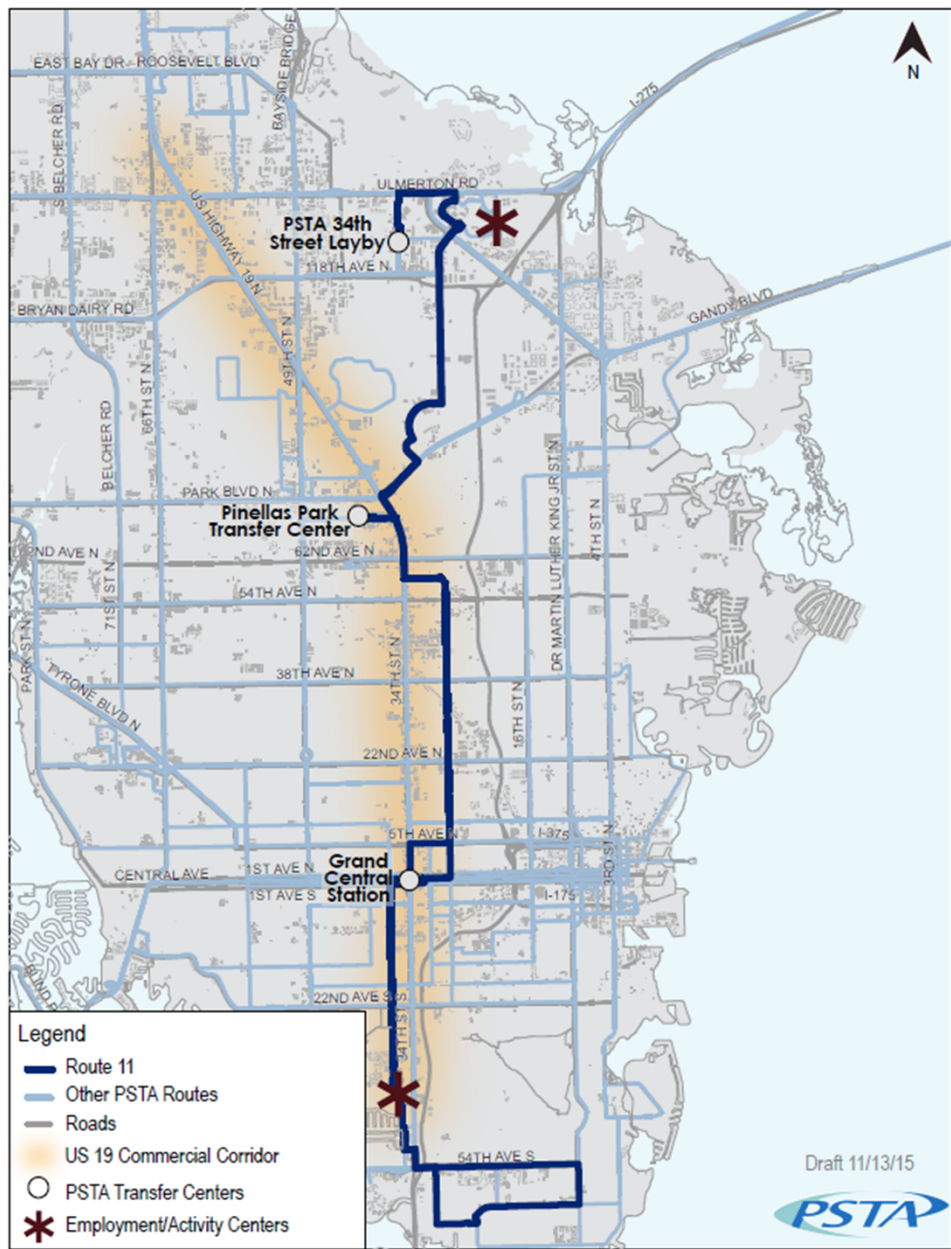 EAST BAY DR
ROOSEVELT BLVD
BAYSIDE BRIDGE
I-275
N
S BELCHER RD
US HIGHWAY 19 N
ULMERTON RD
PSTA 34th
Street Layby
118TH AVE N
BRYAN DAIRY RD
GANDY BLVD
49TH ST N
66TH ST N
BELCHER RD
PARK BLVD N
Pinellas Park
Transfer Center
62ND AVE N
2ND AVE N
DR MARTIN LUTHER KING JR ST N
4TH ST N
71ST ST N
54TH AVE N
PARK ST N
TYRONE BLVD N
38TH AVE N
34TH ST N
16TH ST N
22ND AVE N
5TH AVE N
I-375
3RD ST N
Grand
Central
Station
CENTRAL AVE
1ST AVE N
1ST AVE S
I-175
BLIND
22ND AVE S
34TH ST S
54TH AVE S
Legend
Route 11
Other PSTA Routes
Roads
US 19 Commercial Corridor
PSTA Transfer Centers
Employment/Activity Centers
Draft 11/13/15
PSTA